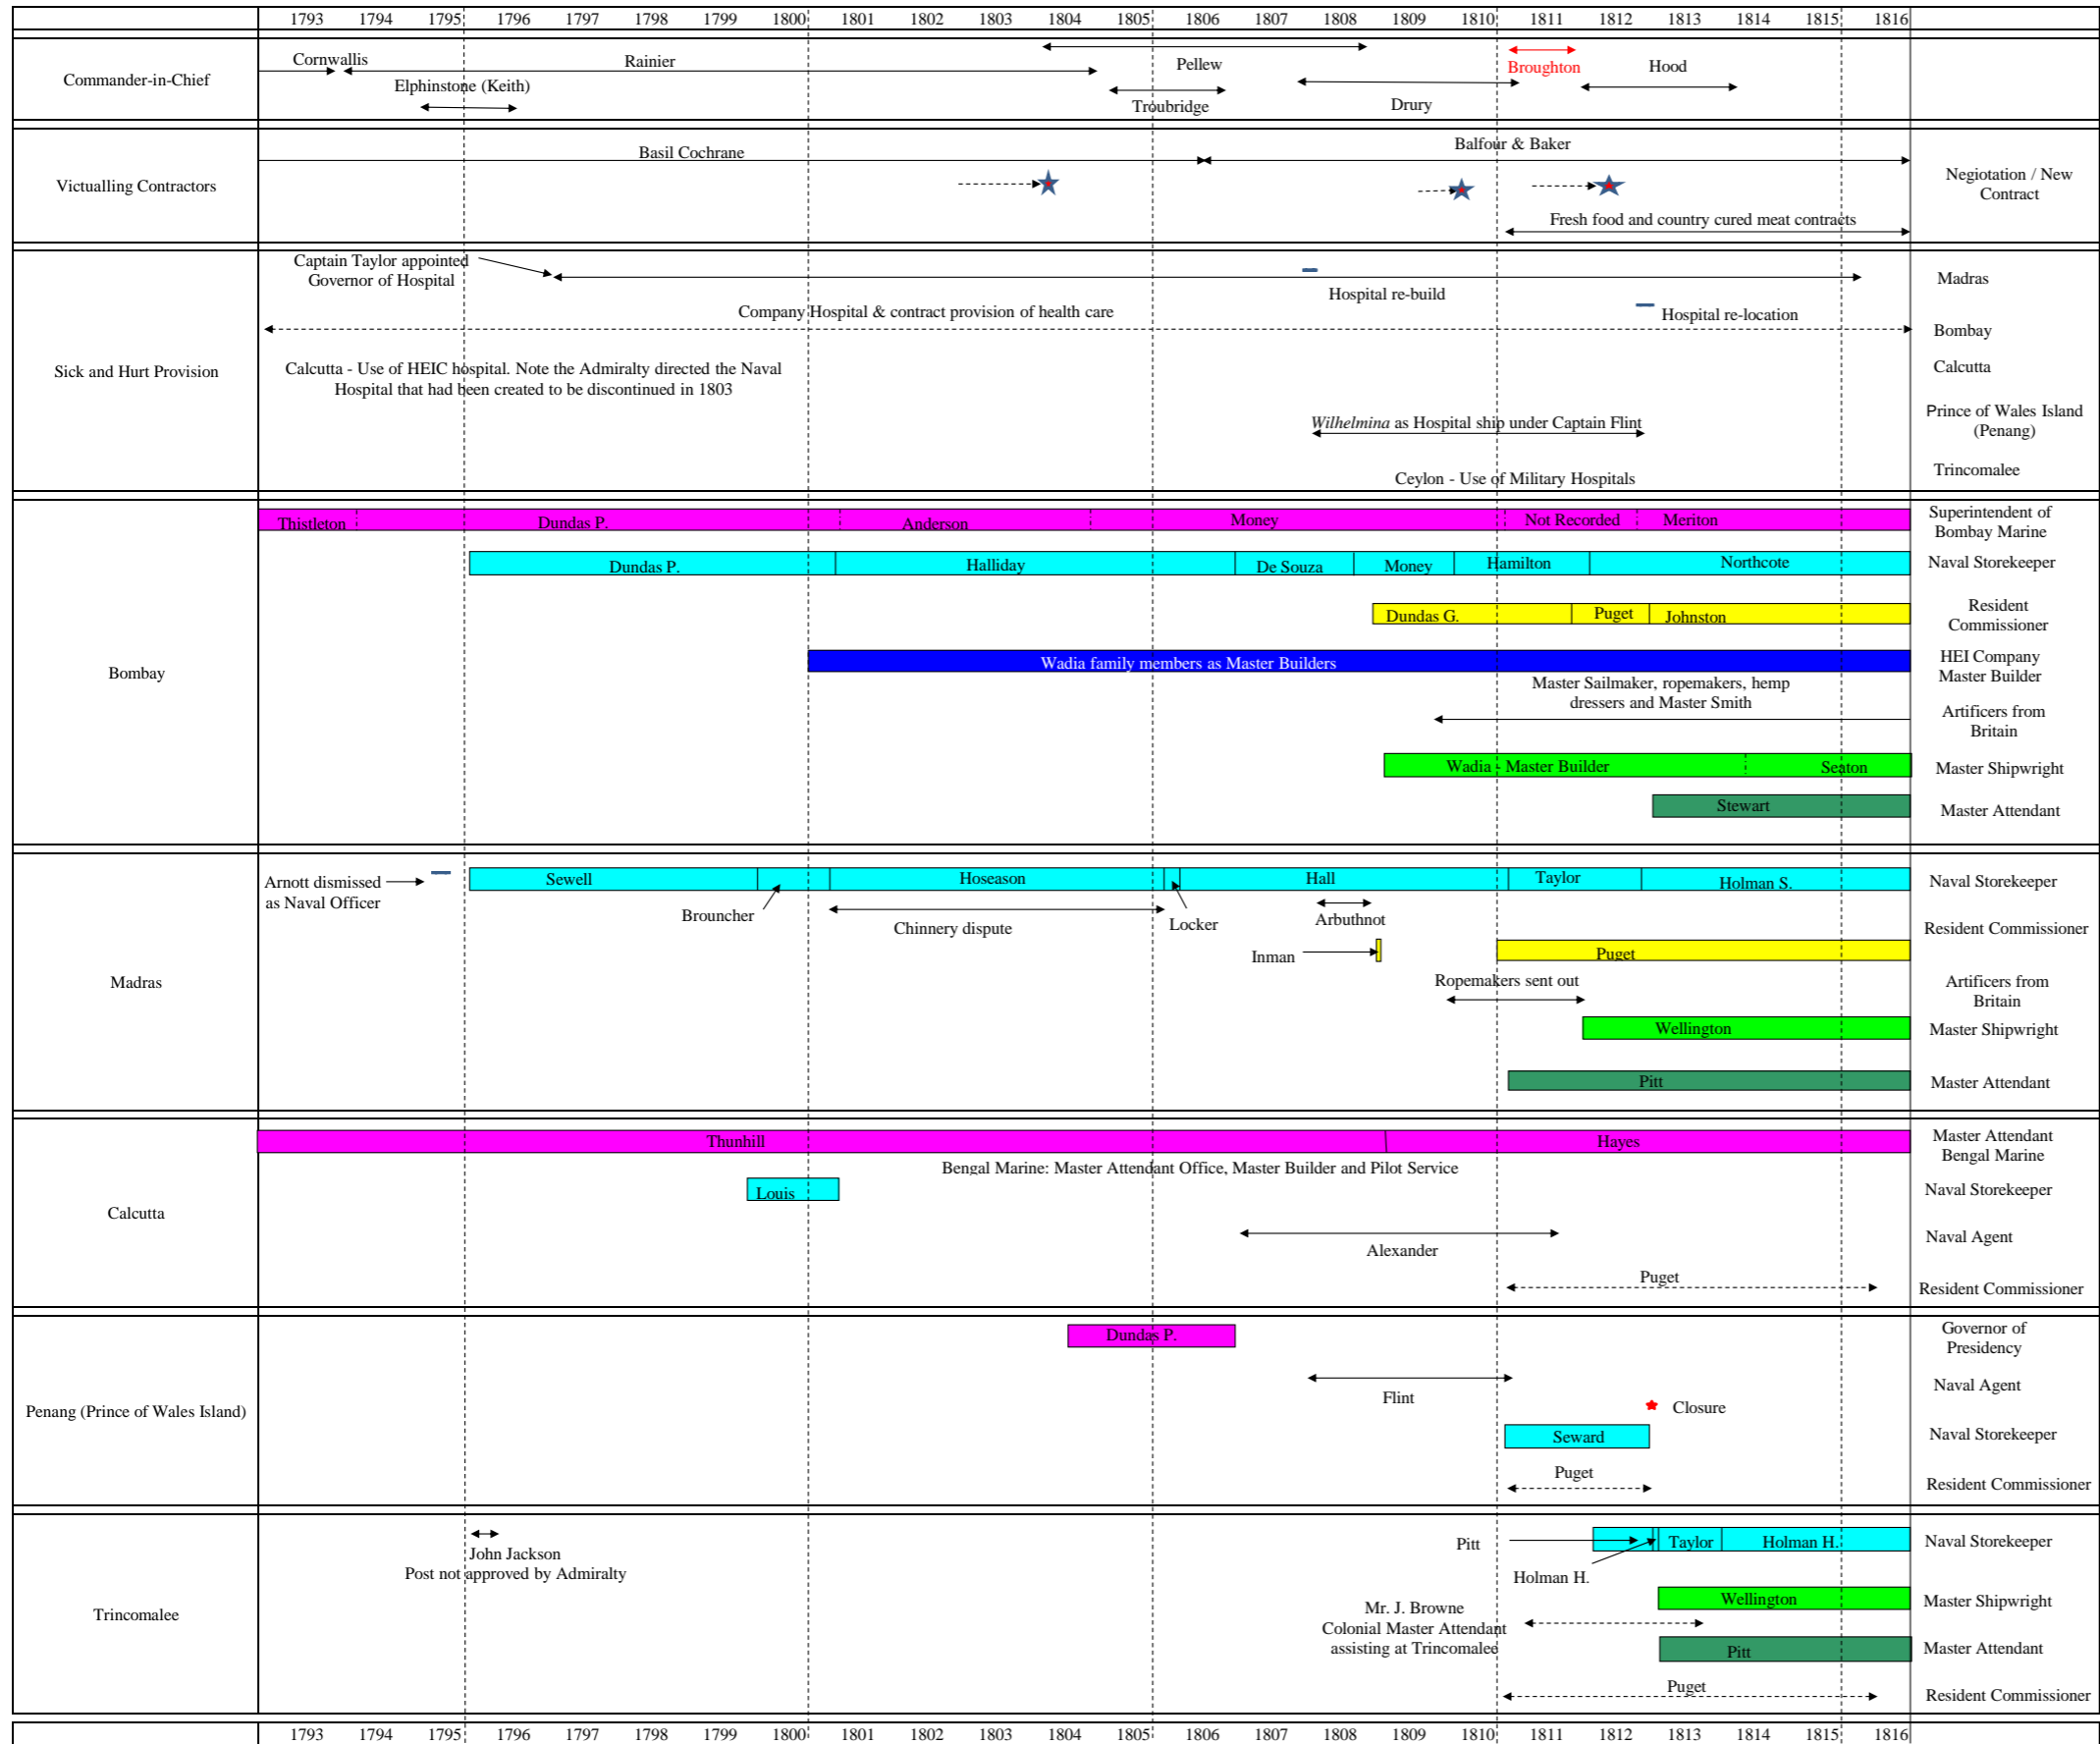 1793 1794 1795 1796 1797 1798 1799 1800 1801 1802 1803 1804 1805 1806 1807 1808 1809 1810 1811 1812 1813 1814 1815 1816
Commander-in-Chief
Cornwallis
Rainier
Elphinstone (Keith)
Pellew
Troubridge
Drury
Broughton
Hood
Victualling Contractors
Basil Cochrane
Balfour & Baker
Fresh food and country cured meat contracts
Negiotation / New
Contract
Sick and Hurt Provision
Captain Taylor appointed
Governor of Hospital
Hospital re-build
Madras
Company Hospital & contract provision of health care
Hospital re-location
Bombay
Calcutta - Use of HEIC hospital. Note the Admiralty directed the Naval
Hospital that had been created to be discontinued in 1803
Calcutta
Wilhelmina as Hospital ship under Captain Flint
Prince of Wales Island
(Penang)
Ceylon - Use of Military Hospitals
Trincomalee
Bombay
Thistleton Dundas P. Anderson Money Not Recorded Meriton
Superintendent of
Bombay Marine
Dundas P. Halliday De Souza Money Hamilton Northcote
Naval Storekeeper
Dundas G. Puget Johnston
Resident
Commissioner
Wadia family members as Master Builders
HEI Company
Master Builder
Master Sailmaker, ropemakers, hemp
dressers and Master Smith
Artificers from
Britain
Wadia - Master Builder Seaton
Master Shipwright
Stewart
Master Attendant
Madras
Arnott dismissed
as Naval Officer
Sewell Hoseason Hall Taylor Holman S.
Naval Storekeeper
Brouncher
Chinnery dispute
Locker
Arbuthnot
Resident Commissioner
Inman
Puget
Ropemakers sent out
Artificers from
Britain
Wellington
Master Shipwright
Pitt
Master Attendant
Calcutta
Thunhill Hayes
Master Attendant
Bengal Marine
Bengal Marine: Master Attendant Office, Master Builder and Pilot Service
Louis
Naval Storekeeper
Alexander
Naval Agent
Puget
Resident Commissioner
Penang (Prince of Wales Island)
Dundas P.
Governor of
Presidency
Flint
Naval Agent
Closure
Seward
Naval Storekeeper
Puget
Resident Commissioner
Trincomalee
John Jackson
Post not approved by Admiralty
Pitt
Taylor Holman H.
Naval Storekeeper
Holman H.
Wellington
Master Shipwright
Mr. J. Browne
Colonial Master Attendant
assisting at Trincomalee
Pitt
Master Attendant
Puget
Resident Commissioner
1793 1794 1795 1796 1797 1798 1799 1800 1801 1802 1803 1804 1805 1806 1807 1808 1809 1810 1811 1812 1813 1814 1815 1816